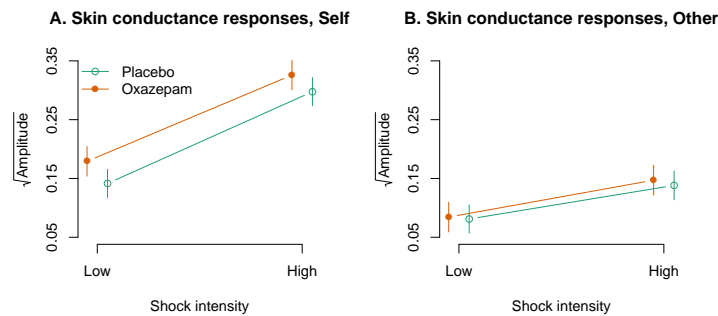 A. Skin conductance responses, Self
Placebo
Oxazepam
0.35
0.25
0.15
0.05
√Amplitude
Low
High
Shock intensity
B. Skin conductance responses, Other
0.35
0.25
0.15
0.05
√Amplitude
Low
High
Shock intensity